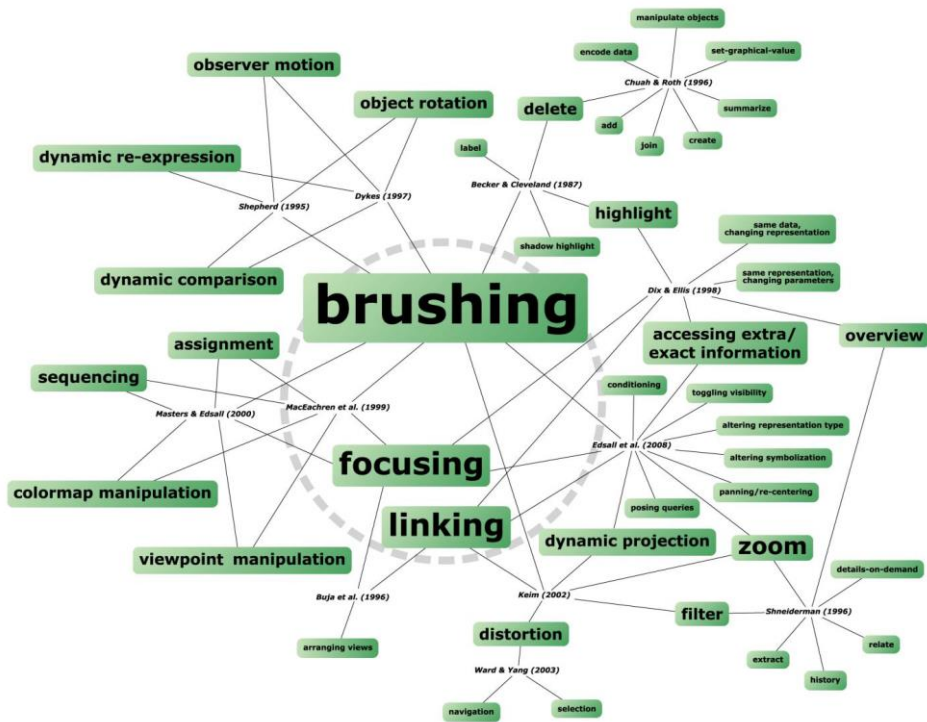 manipulate objects
encode data
set-graphical-value
observer motion
Chuah & Roth (1996)
object rotation
delete
summarize
add
create
join
label
dynamic re-expression
Becker & Cleveland (1987)
Dykes (1997)
Shepherd (1995)
highlight
same data,
changing representation
shadow highlight
dynamic comparison
same representation,
changing parameters
Dix & Ellis (1998)
brushing
accessing extra/
exact information
overview
assignment
sequencing
conditioning
toggling visibility
MacEachren et al. (1999)
Masters & Edsall (2000)
altering representation type
Edsall et al. (2008)
altering symbolization
focusing
colormap manipulation
panning/re-centering
posing queries
linking
dynamic projection
zoom
viewpoint manipulation
details-on-demand
Buja et al. (1996)
Keim (2002)
filter
Shneiderman (1996)
distortion
arranging views
relate
extract
Ward & Yang (2003)
history
navigation
selection